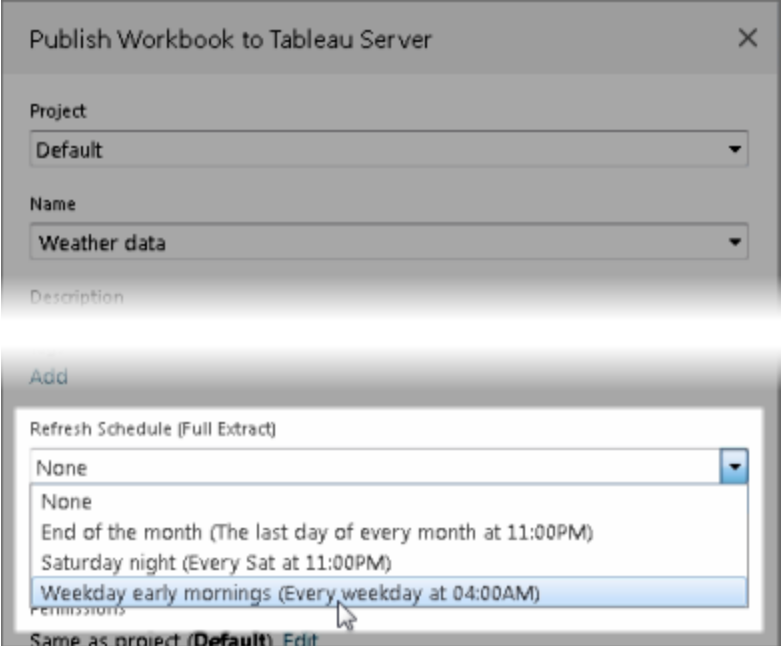 Publish Workbook to Tableau Server
Project
Default
Name
Weather data
Description
Add
Refresh Schedule (Full Extract)
None
None
End of the month (The last day of every month at 11:00PM)
Saturday night (Every Sat at 11:00PM)
Weekday early mornings (Every weekday at 04:00AM)
Permissions
Same as project (Default) Edit